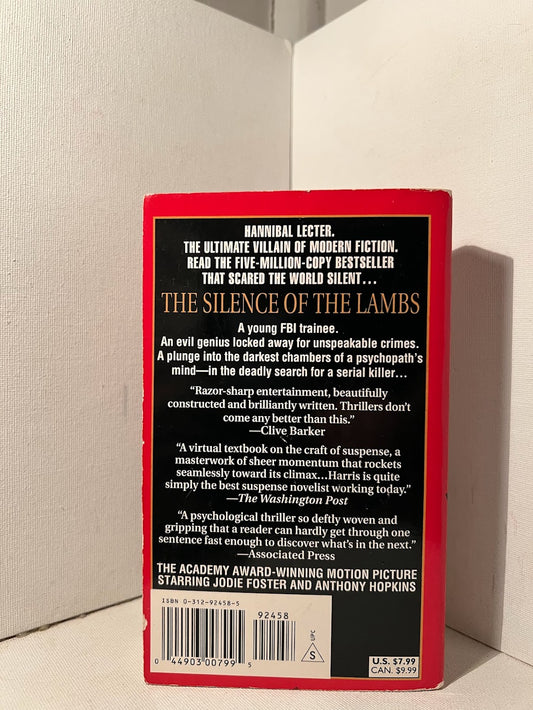 HANNIBAL LECTER.
THE ULTIMATE VILLAIN OF MODERN FICTION.
READ THE FIVE-MILLION-COPY BESTSELLER
THAT SCARED THE WORLD SILENT...
THE SILENCE OF THE LAMBS
A young FBI trainee.
An evil genius locked away for unspeakable crimes.
A plunge into the darkest chambers of a psychopath's
mind—in the deadly search for a serial killer...
"Razor-sharp entertainment, beautifully
constructed and brilliantly written. Thrillers don't
come any better than this."
—Clive Barker
"A virtual textbook on the craft of suspense, a
masterwork of sheer momentum that rockets
seamlessly toward its climax...Harris is quite
simply the best suspense novelist working today."
—The Washington Post
"A psychological thriller so deftly woven and
gripping that a reader can hardly get through one
sentence fast enough to discover what's in the next."
—Associated Press
THE ACADEMY AWARD-WINNING MOTION PICTURE
STARRING JODIE FOSTER AND ANTHONY HOPKINS
ISBN 0-312-92458-5
92458
0 44903 00799 5
UPC
S
U.S. $7.99
CAN. $9.99